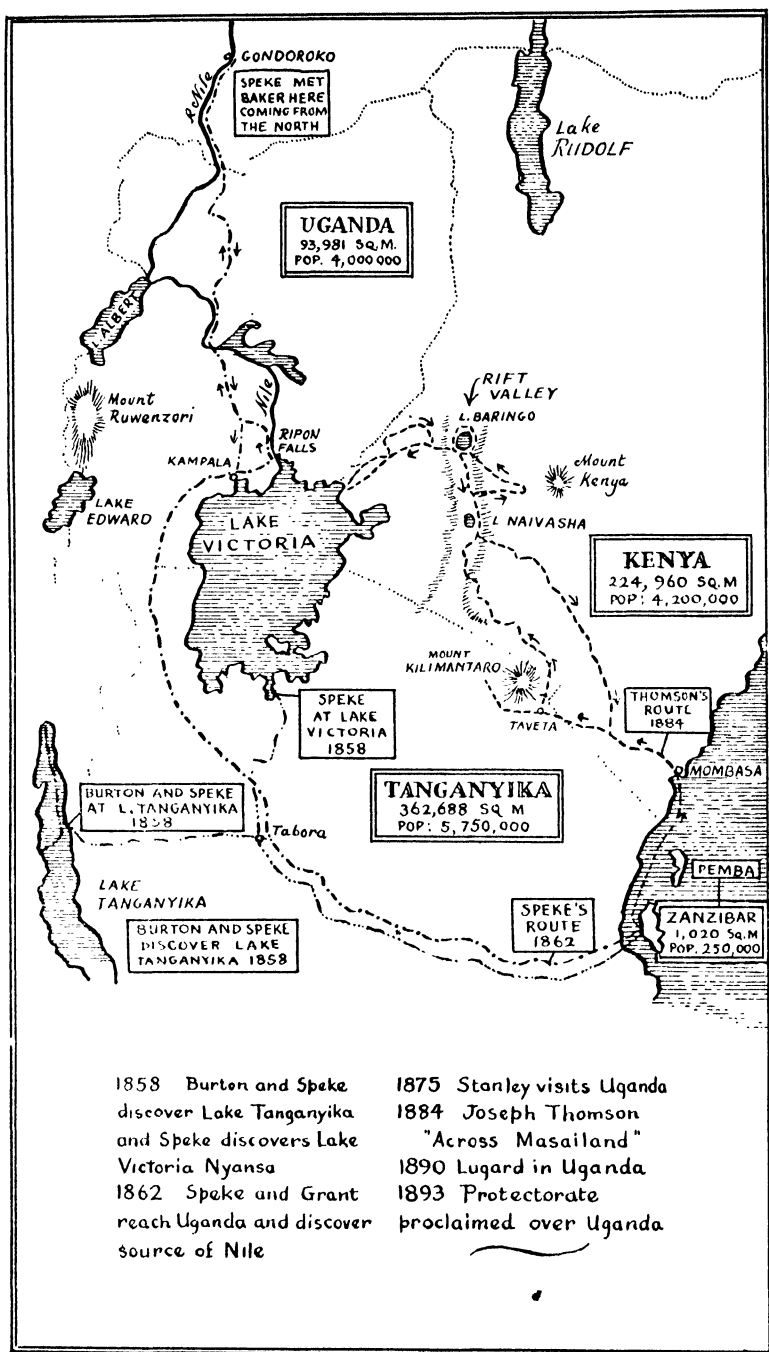 GONDOROKO
SPEKE MET
BAKER HERE
COMING FROM
THE NORTH
R. Nile
Lake
RUDOLF
UGANDA
93,981 SQ. M.
POP. 4,000,000
L. ALBERT
Mount
Ruwenzori
Nile
RIPON
FALLS
KAMPALA
RIFT
VALLEY
L. BARINGO
Mount
Kenya
LAKE
EDWARD
LAKE
VICTORIA
L NAIVASHA
KENYA
224,960 SQ.M
POP: 4,200,000
MOUNT
KILIMANTARO
TAVETA
THOMSON'S
ROUTE
1884
MOMBASA
SPEKE
AT LAKE
VICTORIA
1858
TANGANYIKA
362,688 SQ M
POP: 5,750,000
BURTON AND SPEKE
AT L. TANGANYIKA
1858
Tabora
LAKE
TANGANYIKA
BURTON AND SPEKE
DISCOVER LAKE
TANGANYIKA 1858
SPEKE'S
ROUTE
1862
PEMBA
ZANZIBAR
1,020 SQ.M
POP. 250,000
1858 Burton and Speke
discover Lake Tanganyika
and Speke discovers Lake
Victoria Nyansa
1862 Speke and Grant
reach Uganda and discover
source of Nile
1875 Stanley visits Uganda
1884 Joseph Thomson
"Across Masailand"
1890 Lugard in Uganda
1893 Protectorate
proclaimed over Uganda